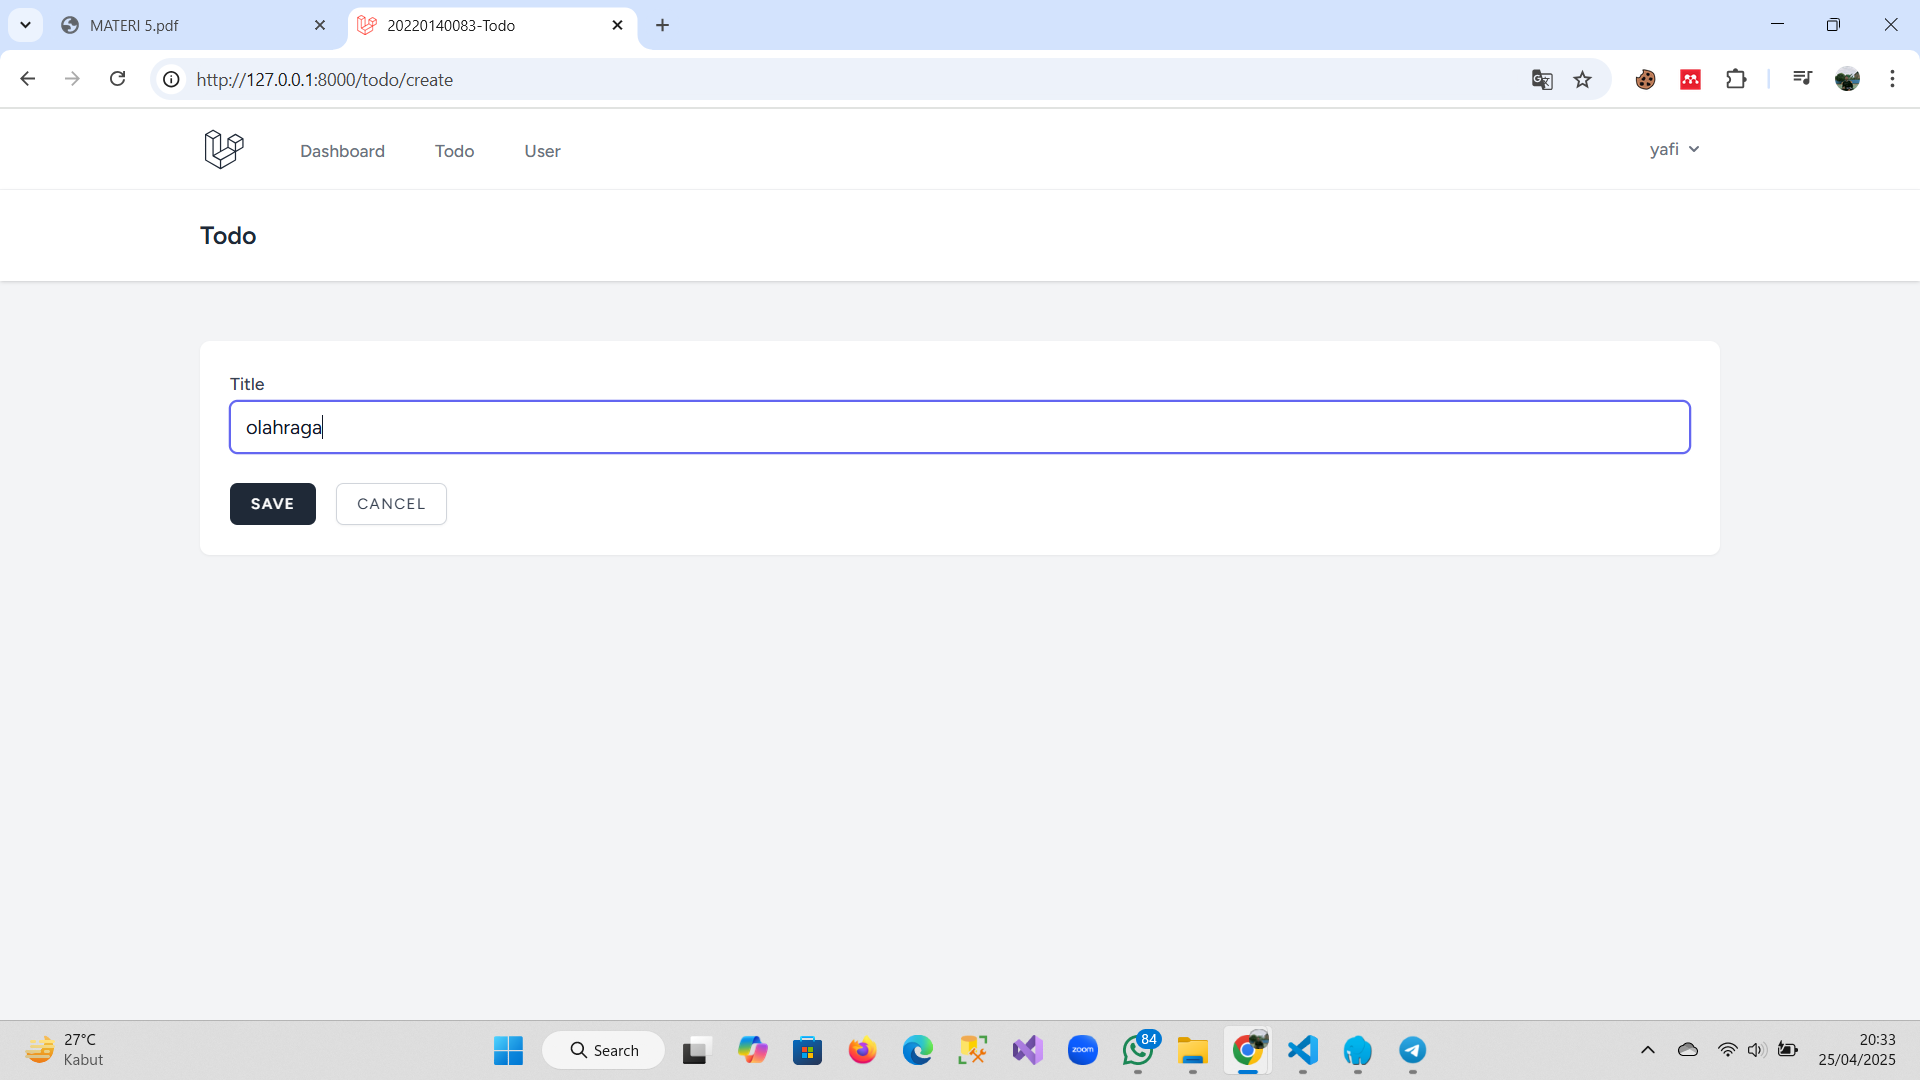 MATERI 5.pdf
20220140083-Todo
http://127.0.0.1:8000/todo/create
Dashboard
Todo
User
yafi
Todo
Title
olahraga
SAVE
CANCEL
27°C
Kabut
Search
zoom
84
20:33
25/04/2025